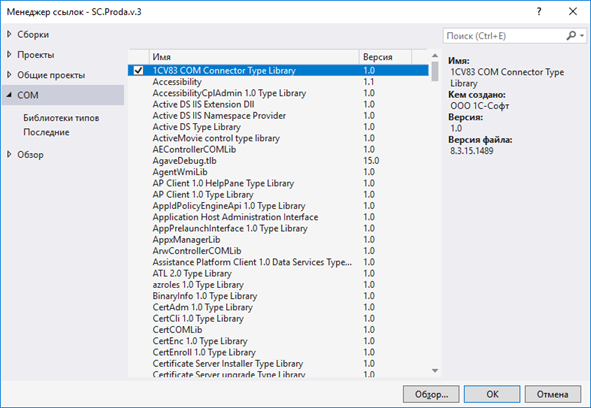 Менеджер ссылок - SC.Proda.v.3
? ×
Сборки
Проекты
Общие проекты
COM
Библиотеки типов
Последние
Обзор
Имя Версия
1CV83 COM Connector Type Library 1.0
Accessibility 1.1
AccessibilityCplAdmin 1.0 Type Library 1.0
Active DS IIS Extension Dll 1.0
Active DS IIS Namespace Provider 1.0
Active DS Type Library 1.0
ActiveMovie control type library 1.0
AEControllerCOMLib 1.0
AgaveDebug.tlb 15.0
AgentWmiLib 1.0
AP Client 1.0 HelpPane Type Library 1.0
AP Client 1.0 Type Library 1.0
AppIdPolicyEngineApi 1.0 Type Library 1.0
Application Host Administration Interface 1.0
AppPrelaunchInterface 1.0 Type Library 1.0
AppxManagerLib 1.0
ArwControllerCOMLib 1.0
Assistance Platform Client 1.0 Data Services Type... 1.0
ATL 2.0 Type Library 1.0
azroles 1.0 Type Library 1.0
BinaryInfo 1.0 Type Library 1.0
CertAdm 1.0 Type Library 1.0
CertCli 1.0 Type Library 1.0
CertCOMLib 1.0
CertEnc 1.0 Type Library 1.0
CertEnroll 1.0 Type Library 1.0
Certificate Server Installer Type Library 1.0
Certificate Server upgrade Type Library 1.0
Поиск (Ctrl+E)
Имя:
1CV83 COM Connector Type
Library
Кем создано:
ООО 1С-Софт
Версия:
1.0
Версия файла:
8.3.15.1489
Обзор...
OK
Отмена